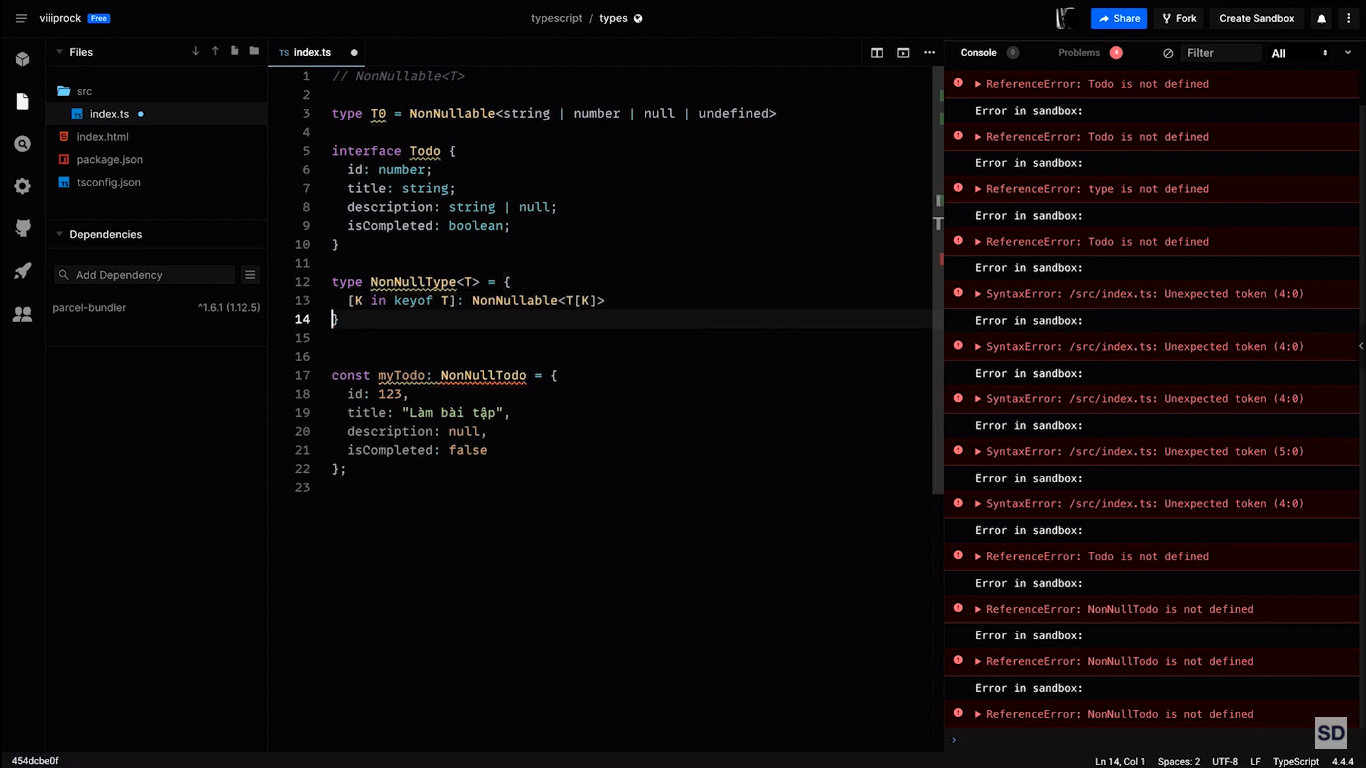 viiiprock Free
typescript / types
Share
Fork
Create Sandbox
Files
src
index.ts
index.html
package.json
tsconfig.json
Dependencies
Add Dependency
parcel-bundler ^1.6.1 (1.12.5)
TS index.ts
1 // NonNullable<T>
2
3 type T0 = NonNullable<string | number | null | undefined>
4
5 interface Todo {
6 id: number;
7 title: string;
8 description: string | null;
9 isCompleted: boolean;
10 }
11
12 type NonNullType<T> = {
13 [K in keyof T]: NonNullable<T[K]>
14 }
15
16
17 const myTodo: NonNullTodo = {
18 id: 123,
19 title: "Làm bài tập",
20 description: null,
21 isCompleted: false
22 };
23
Console 0 Problems 4 Filter All
ReferenceError: Todo is not defined
Error in sandbox:
ReferenceError: Todo is not defined
Error in sandbox:
ReferenceError: type is not defined
Error in sandbox:
ReferenceError: Todo is not defined
Error in sandbox:
SyntaxError: /src/index.ts: Unexpected token (4:0)
Error in sandbox:
SyntaxError: /src/index.ts: Unexpected token (4:0)
Error in sandbox:
SyntaxError: /src/index.ts: Unexpected token (4:0)
Error in sandbox:
SyntaxError: /src/index.ts: Unexpected token (5:0)
Error in sandbox:
SyntaxError: /src/index.ts: Unexpected token (4:0)
Error in sandbox:
ReferenceError: Todo is not defined
Error in sandbox:
ReferenceError: NonNullTodo is not defined
Error in sandbox:
ReferenceError: NonNullTodo is not defined
Error in sandbox:
ReferenceError: NonNullTodo is not defined
SD
454dcbe0f
Ln 14, Col 1 Spaces: 2 UTF-8 LF TypeScript 4.4.4